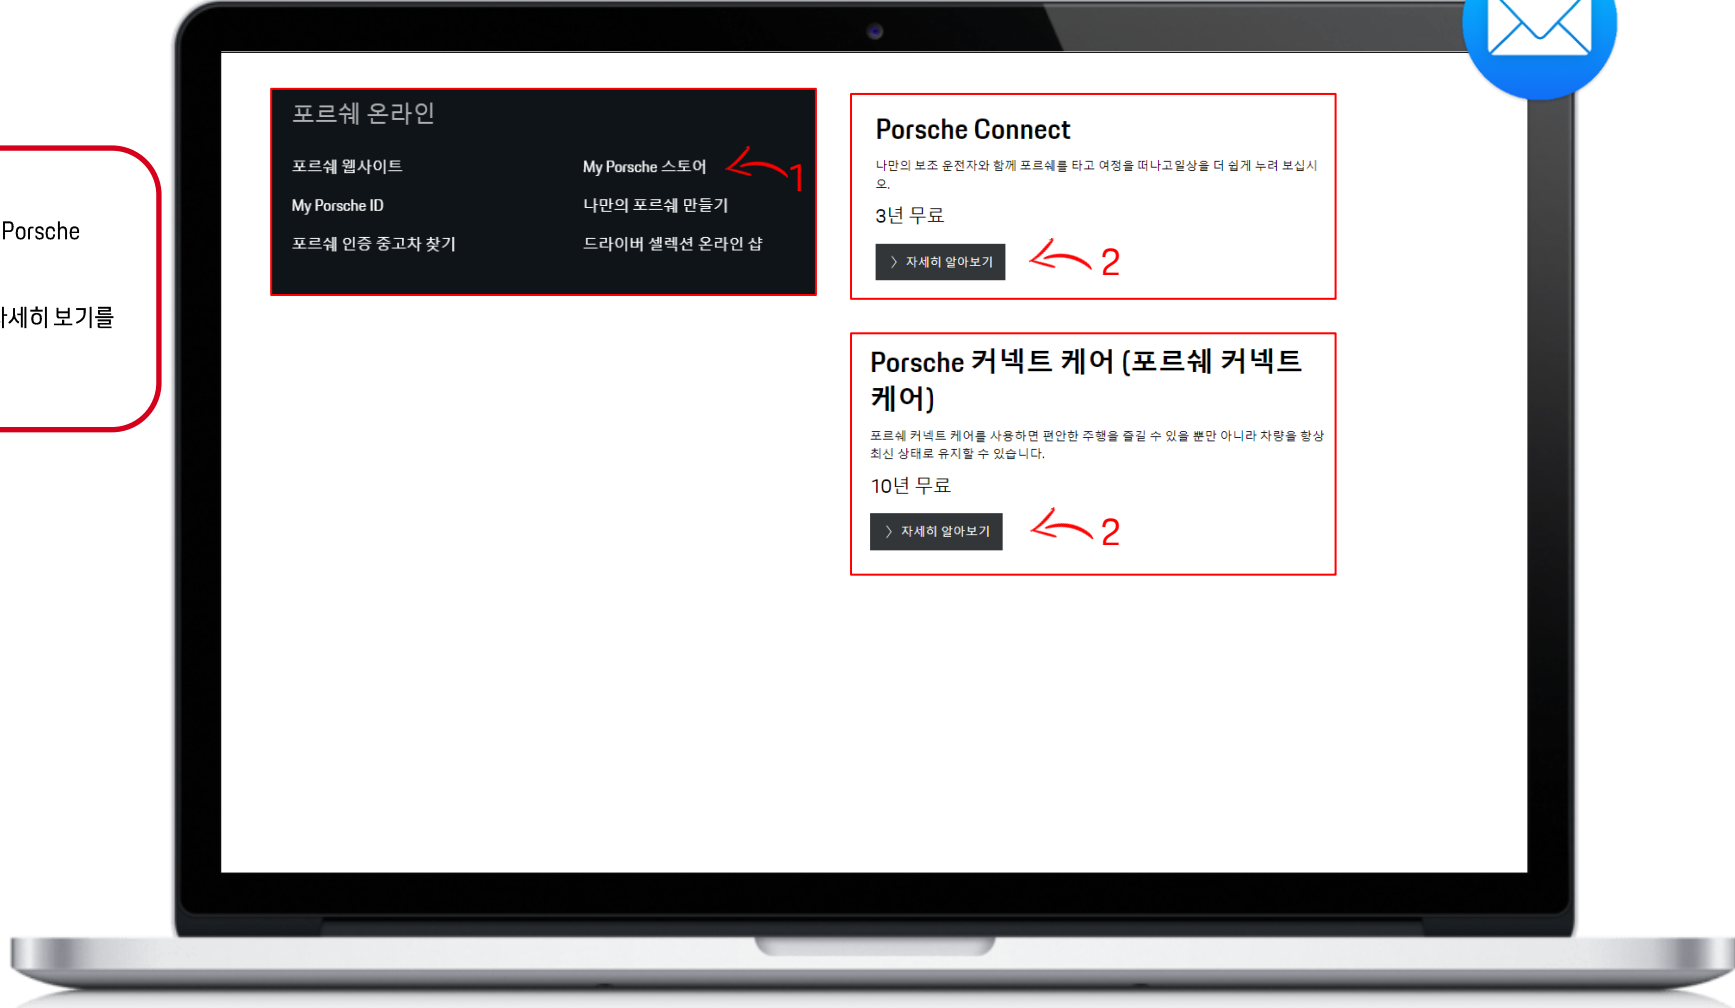 Porsche
세히 보기를
포르쉐 온라인
포르쉐 웹사이트
My Porsche 스토어
1
My Porsche ID
나만의 포르쉐 만들기
포르쉐 인증 중고차 찾기
드라이버 셀렉션 온라인 샵
Porsche Connect
나만의 보조 운전자와 함께 포르쉐를 타고 여정을 떠나고일상을 더 쉽게 누려 보십시
오.
3년 무료
자세히 알아보기
2
Porsche 커넥트 케어 (포르쉐 커넥트
케어)
포르쉐 커넥트 케어를 사용하면 편안한 주행을 즐길 수 있을 뿐만 아니라 차량을 항상
최신 상태로 유지할 수 있습니다.
10년 무료
자세히 알아보기
2